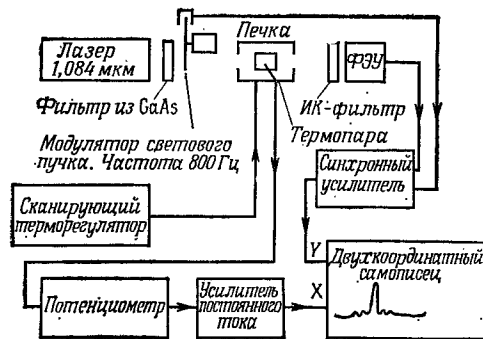 Печка
Лазер
1,084 мкм
ФЭУ
Фильтр из GaAs
ИК-фильтр
Термопара
Модулятор светового
пучка. Частота 800 Гц
Синхронный
усилитель
Сканирующий
терморегулятор
Y
Двухкоординатный
самописец
X
Потенциометр
Усилитель
постоянного
тока